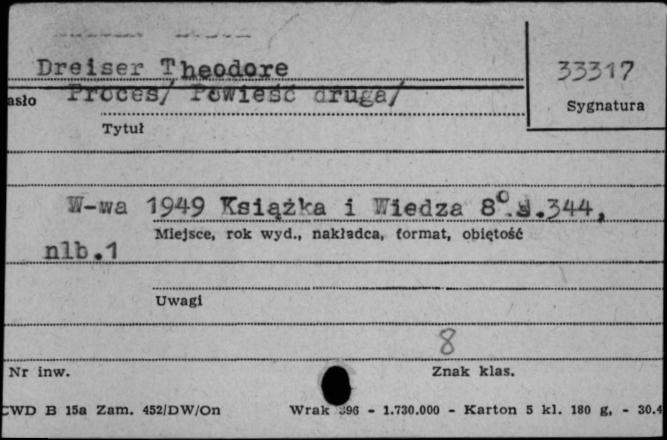 Dreiser Theodore
33317
asło Proces/ Powieść druga/
Sygnatura
Tytuł
W-wa 1949 Książka i Wiedza 8°.s.344,
Miejsce, rok wyd., nakładca, format, objętość
nlb.1
Uwagi
8
Nr inw.
Znak klas.
CWD B 15a Zam. 452/DW/On Wrak 396 - 1.730.000 - Karton 5 kl. 180 g. - 30.4